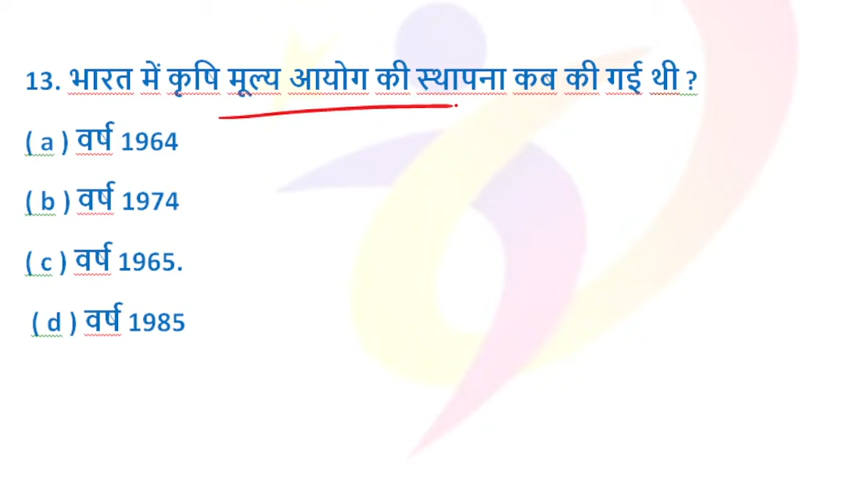 13. भारत में कृषि मूल्य आयोग की स्थापना कब की गई थी ?
( a ) वर्ष 1964
( b ) वर्ष 1974
( c ) वर्ष 1965.
( d ) वर्ष 1985